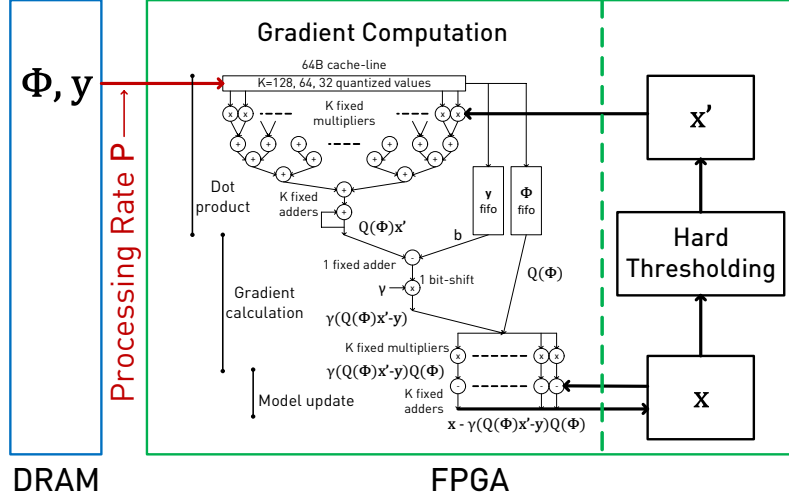 Gradient Computation
64B cache-line
K=128, 64, 32 quantized values
Φ, y
Processing Rate P
x x x x
K fixed
multipliers
x'
+ + + +
+ + + +
+ +
+
Dot
product
K fixed
adders
+
Q(Φ)x'
y
fifo
Φ
fifo
b
Hard
Thresholding
1 fixed adder
-
Q(Φ)
1 bit-shift
γ
x
Gradient
calculation
γ(Q(Φ)x'-y)
K fixed multipliers
x x x
γ(Q(Φ)x'-y)Q(Φ)
- - -
K fixed
adders
Model update
x
x - γ(Q(Φ)x'-y)Q(Φ)
DRAM
FPGA